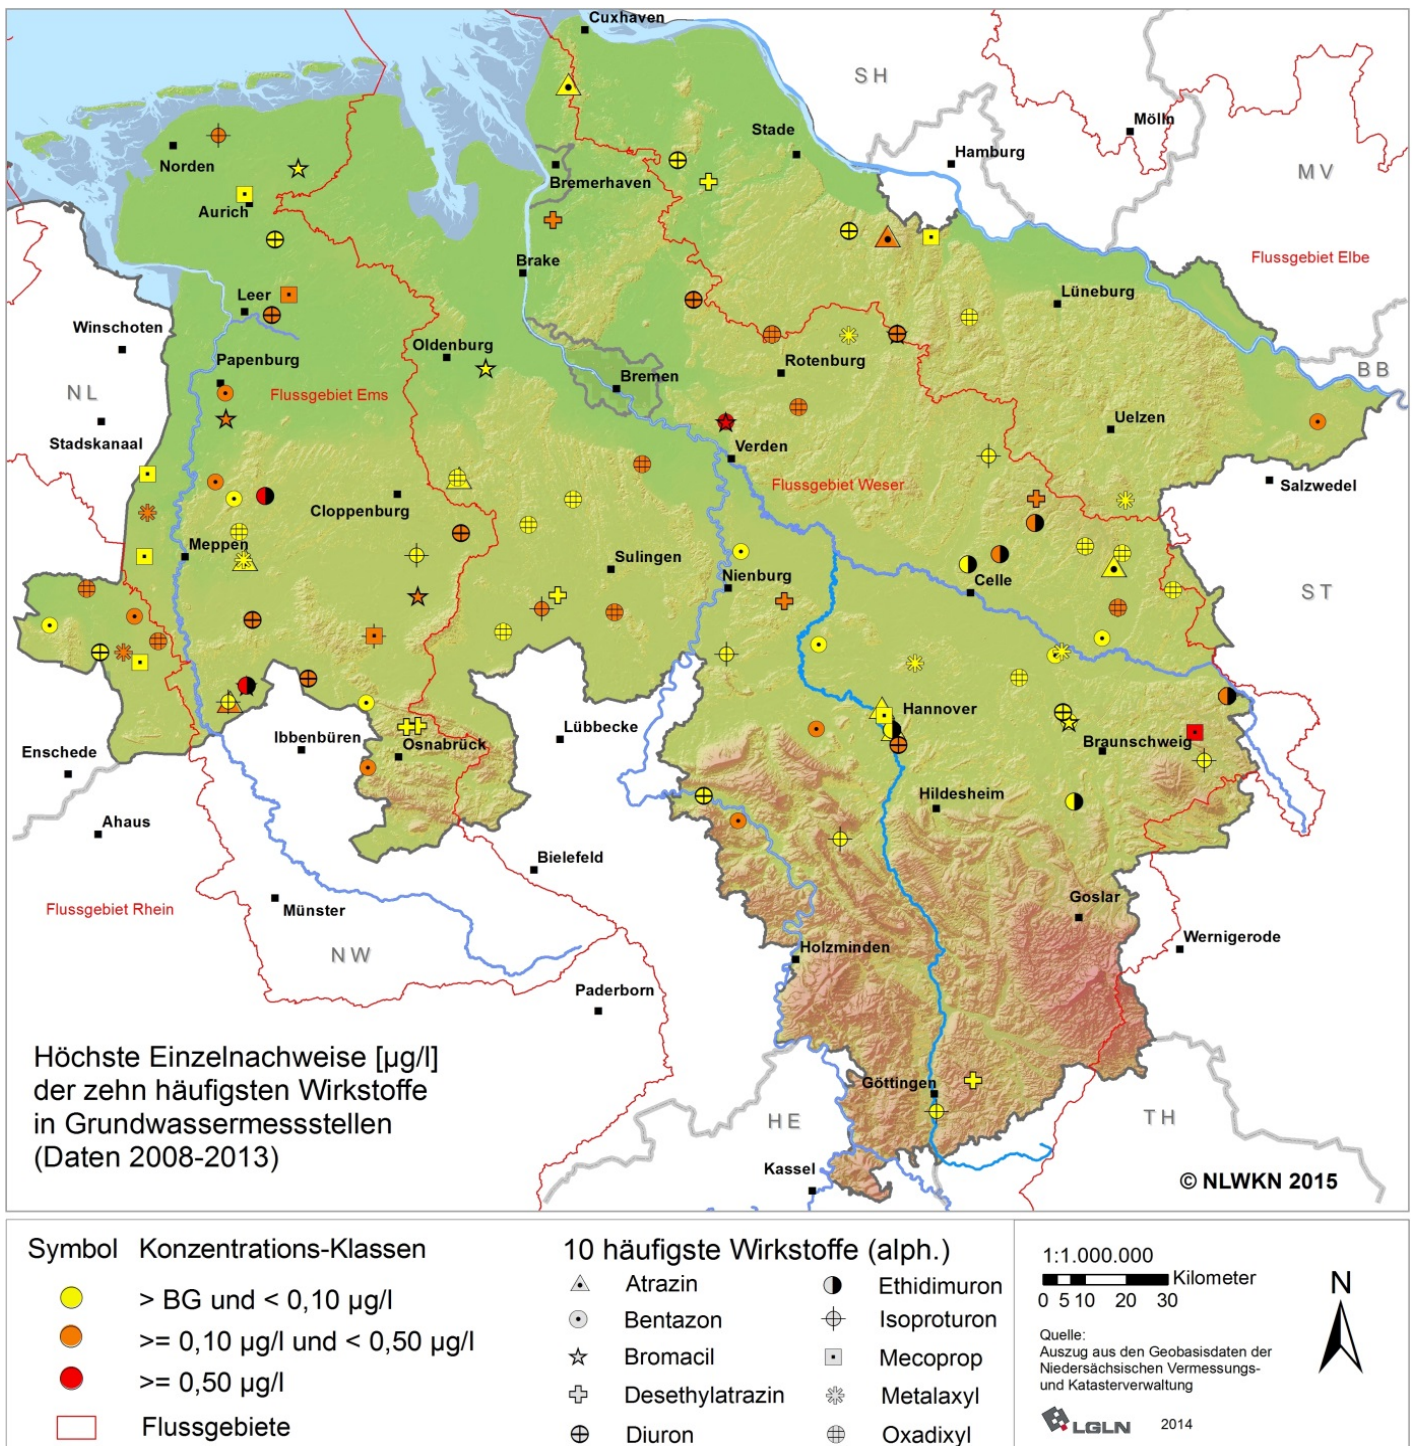 Cuxhaven
SH
Mölln
Stade
Hamburg
MV
Norden
Bremerhaven
Aurich
Flussgebiet Elbe
Brake
Leer
Lüneburg
Winschoten
Oldenburg
Papenburg
Rotenburg
BB
Bremen
NL
Flussgebiet Ems
Uelzen
Stadskanaal
Verden
Flussgebiet Weser
Salzwedel
Cloppenburg
Meppen
Sulingen
Nienburg
Celle
ST
Hannover
Lübbecke
Ibbenbüren
Osnabrück
Braunschweig
Enschede
Hildesheim
Ahaus
Bielefeld
Goslar
Flussgebiet Rhein
Münster
Wernigerode
NW
Holzminden
Paderborn
Höchste Einzelnachweise [µg/l]
der zehn häufigsten Wirkstoffe
in Grundwassermessstellen
(Daten 2008-2013)
Göttingen
HE
TH
Kassel
© NLWKN 2015
Symbol Konzentrations-Klassen
> BG und < 0,10 µg/l
>= 0,10 µg/l und < 0,50 µg/l
>= 0,50 µg/l
Flussgebiete
10 häufigste Wirkstoffe (alph.)
Atrazin
Bentazon
Bromacil
Desethylatrazin
Diuron
Ethidimuron
Isoproturon
Mecoprop
Metalaxyl
Oxadixyl
1:1.000.000
Kilometer
0 5 10 20 30
N
Quelle:
Auszug aus den Geobasisdaten der
Niedersächsischen Vermessungs-
und Katasterverwaltung
LGLN 2014